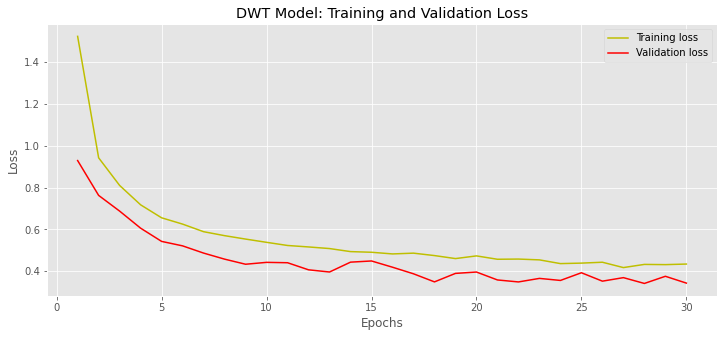 DWT Model: Training and Validation Loss
Training loss
Validation loss
Loss
1.4
1.2
1.0
0.8
0.6
0.4
0 5 10 15 20 25 30
Epochs